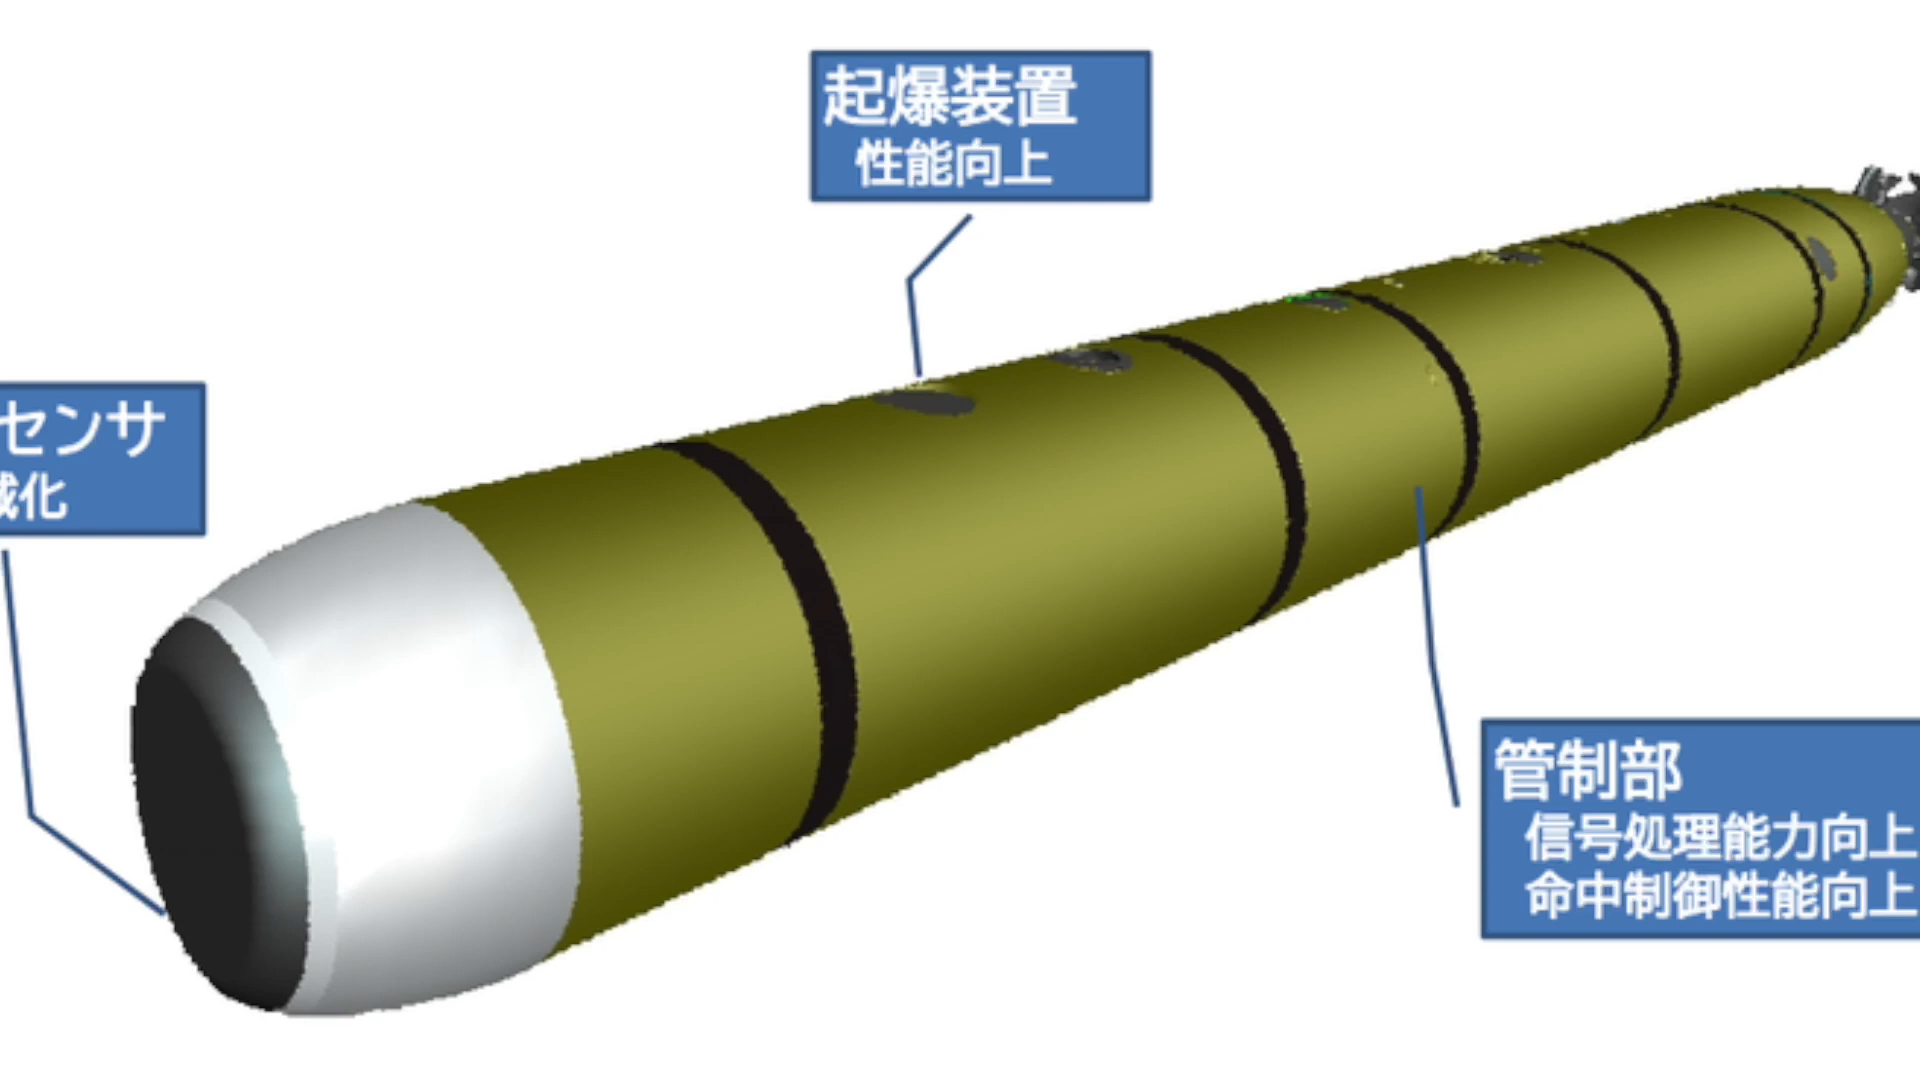 起爆装置
性能向上
センサ
域化
管制部
信号処理能力向上
命中制御性能向上